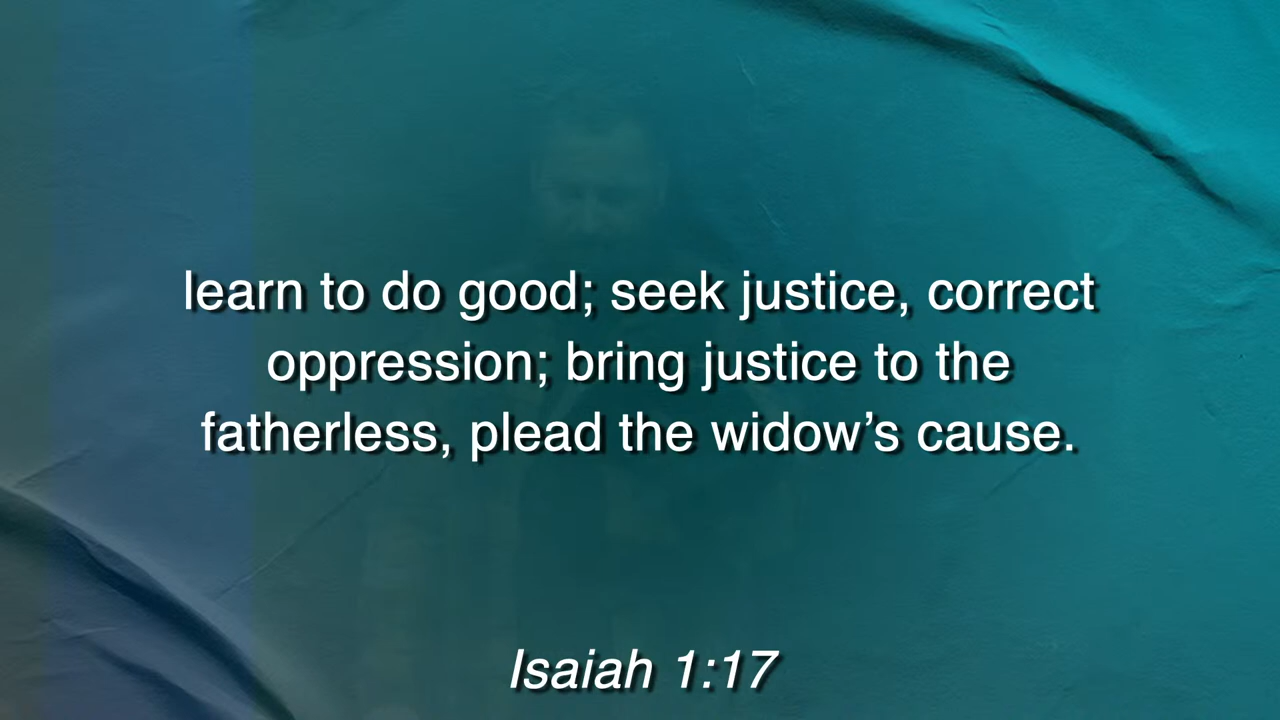 learn to do good; seek justice, correct
oppression; bring justice to the
fatherless, plead the widow’s cause.
Isaiah 1:17